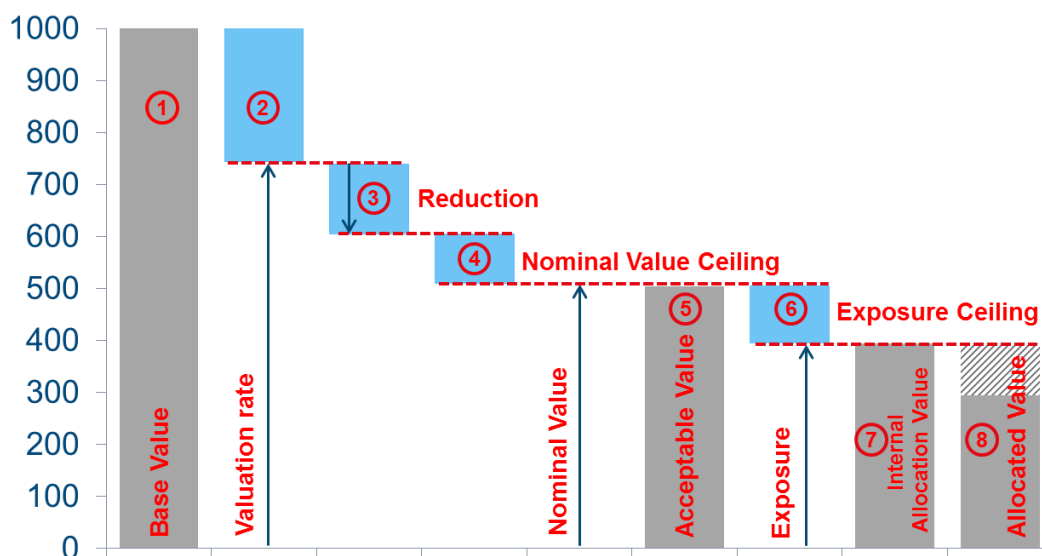 1000
900
800
700
600
500
400
300
200
100
0
1
2
3
Reduction
4
Nominal Value Ceiling
5
6
Exposure Ceiling
7
8
Base Value
Valuation rate
Nominal Value
Acceptable Value
Exposure
Internal
Allocation Value
Allocated Value